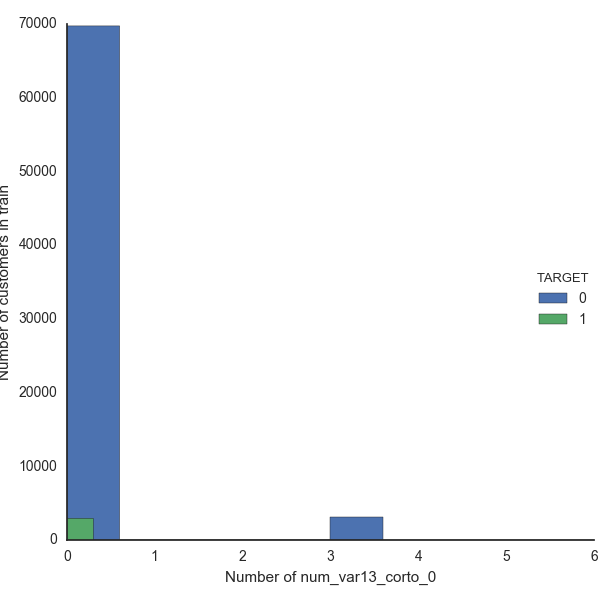 70000
60000
50000
40000
30000
20000
10000
0
Number of customers in train
0 1 2 3 4 5 6
Number of num_var13_corto_0
TARGET
0
1